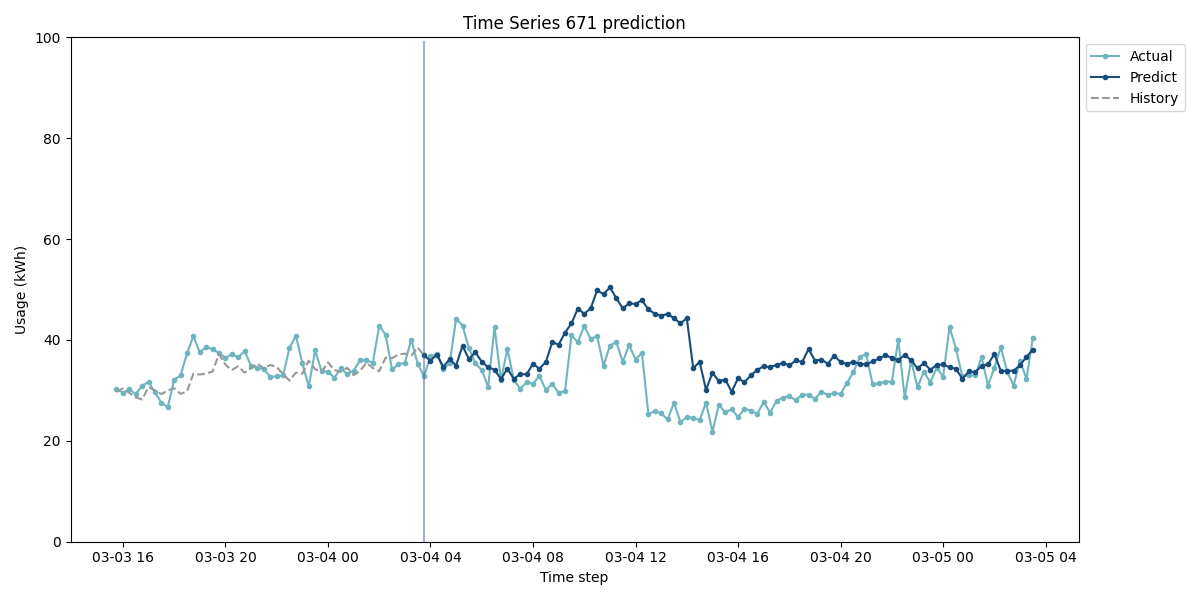 Time Series 671 prediction
100
80
60
40
20
0
Usage (kWh)
03-03 16
03-03 20
03-04 00
03-04 04
03-04 08
03-04 12
03-04 16
03-04 20
03-05 00
03-05 04
Time step
Actual
Predict
History